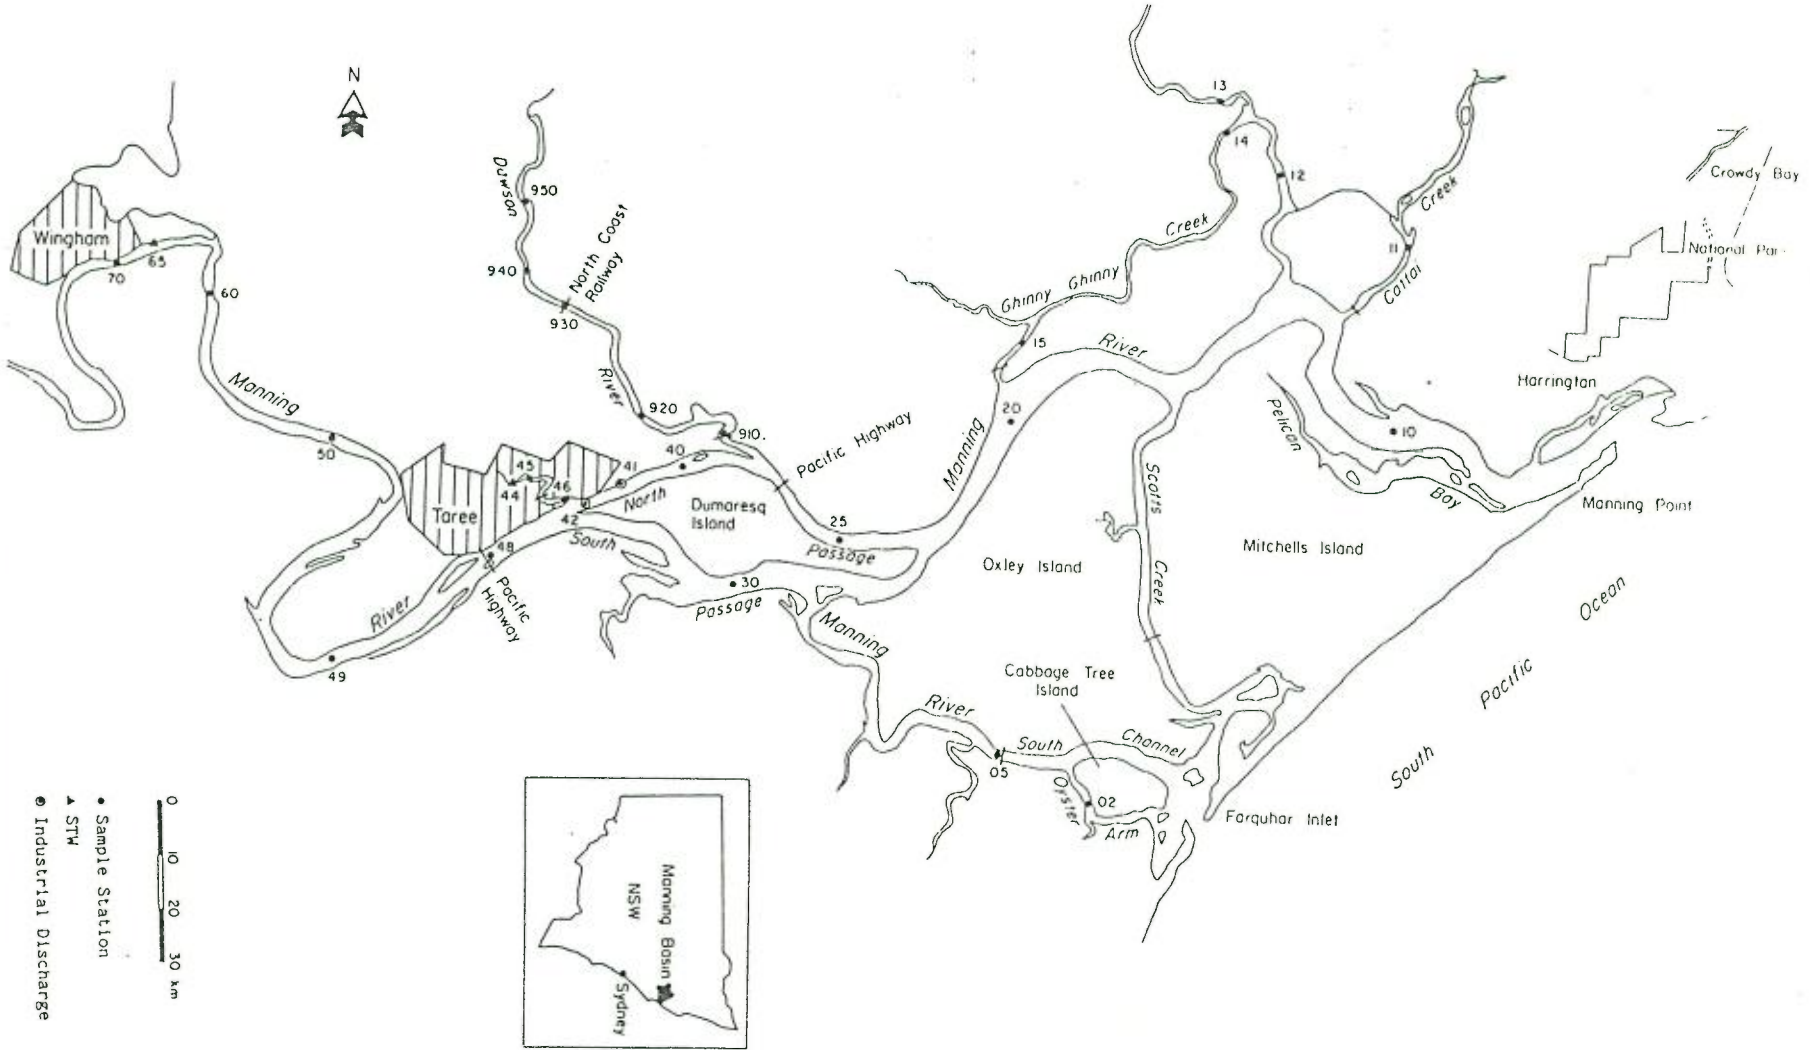 N
13
14
12
Crowdy Bay
National Par
Creek
11
Cattai
Creek
Ghinny Ghinny
15
River
Dawson
950
940
North Coast
Railway
930
River
920
910.
Wingham
65
70
60
Manning
50
Harrington
Pelican
Bay
10
Manning Point
20
Manning
Pacific Highway
40
41
45
44
46
42
Taree
North
Dumaresq
Island
25
Passage
South
48
Pacific
Highway
30
Passage
River
49
Manning
Scotts
Creek
Oxley Island
Mitchells Island
Cabbage Tree
Island
River
05
South
Channel
Oyster
Arm
02
Farquhar Inlet
South
Pacific
Ocean
0
10
20
30 km
Sample Station
STW
Industrial Discharge
Manning Basin
NSW
Sydney